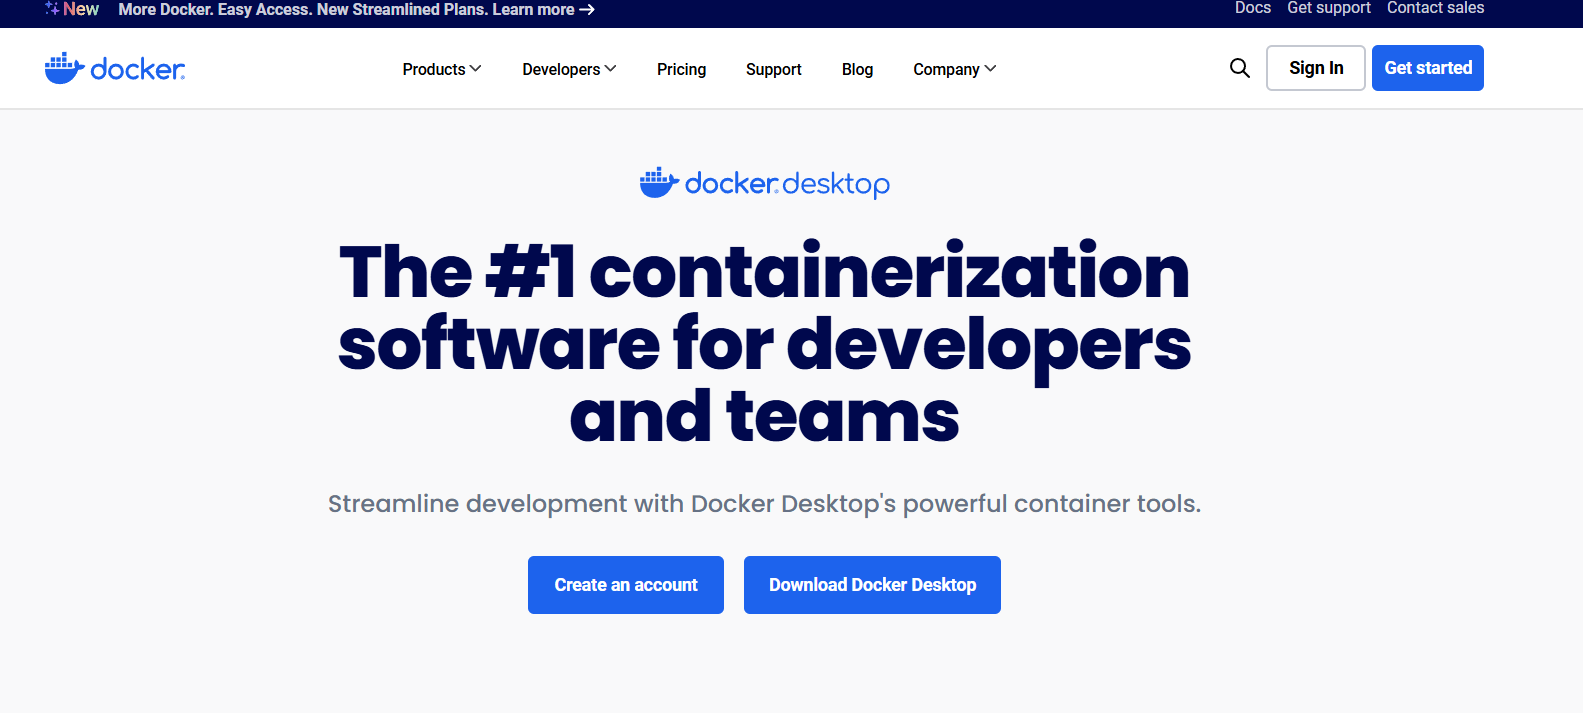 New More Docker. Easy Access. New Streamlined Plans. Learn more → Docs Get support Contact sales
docker® Products Developers Pricing Support Blog Company Sign In Get started
docker® desktop
The #1 containerization
software for developers
and teams
Streamline development with Docker Desktop's powerful container tools.
Create an account Download Docker Desktop